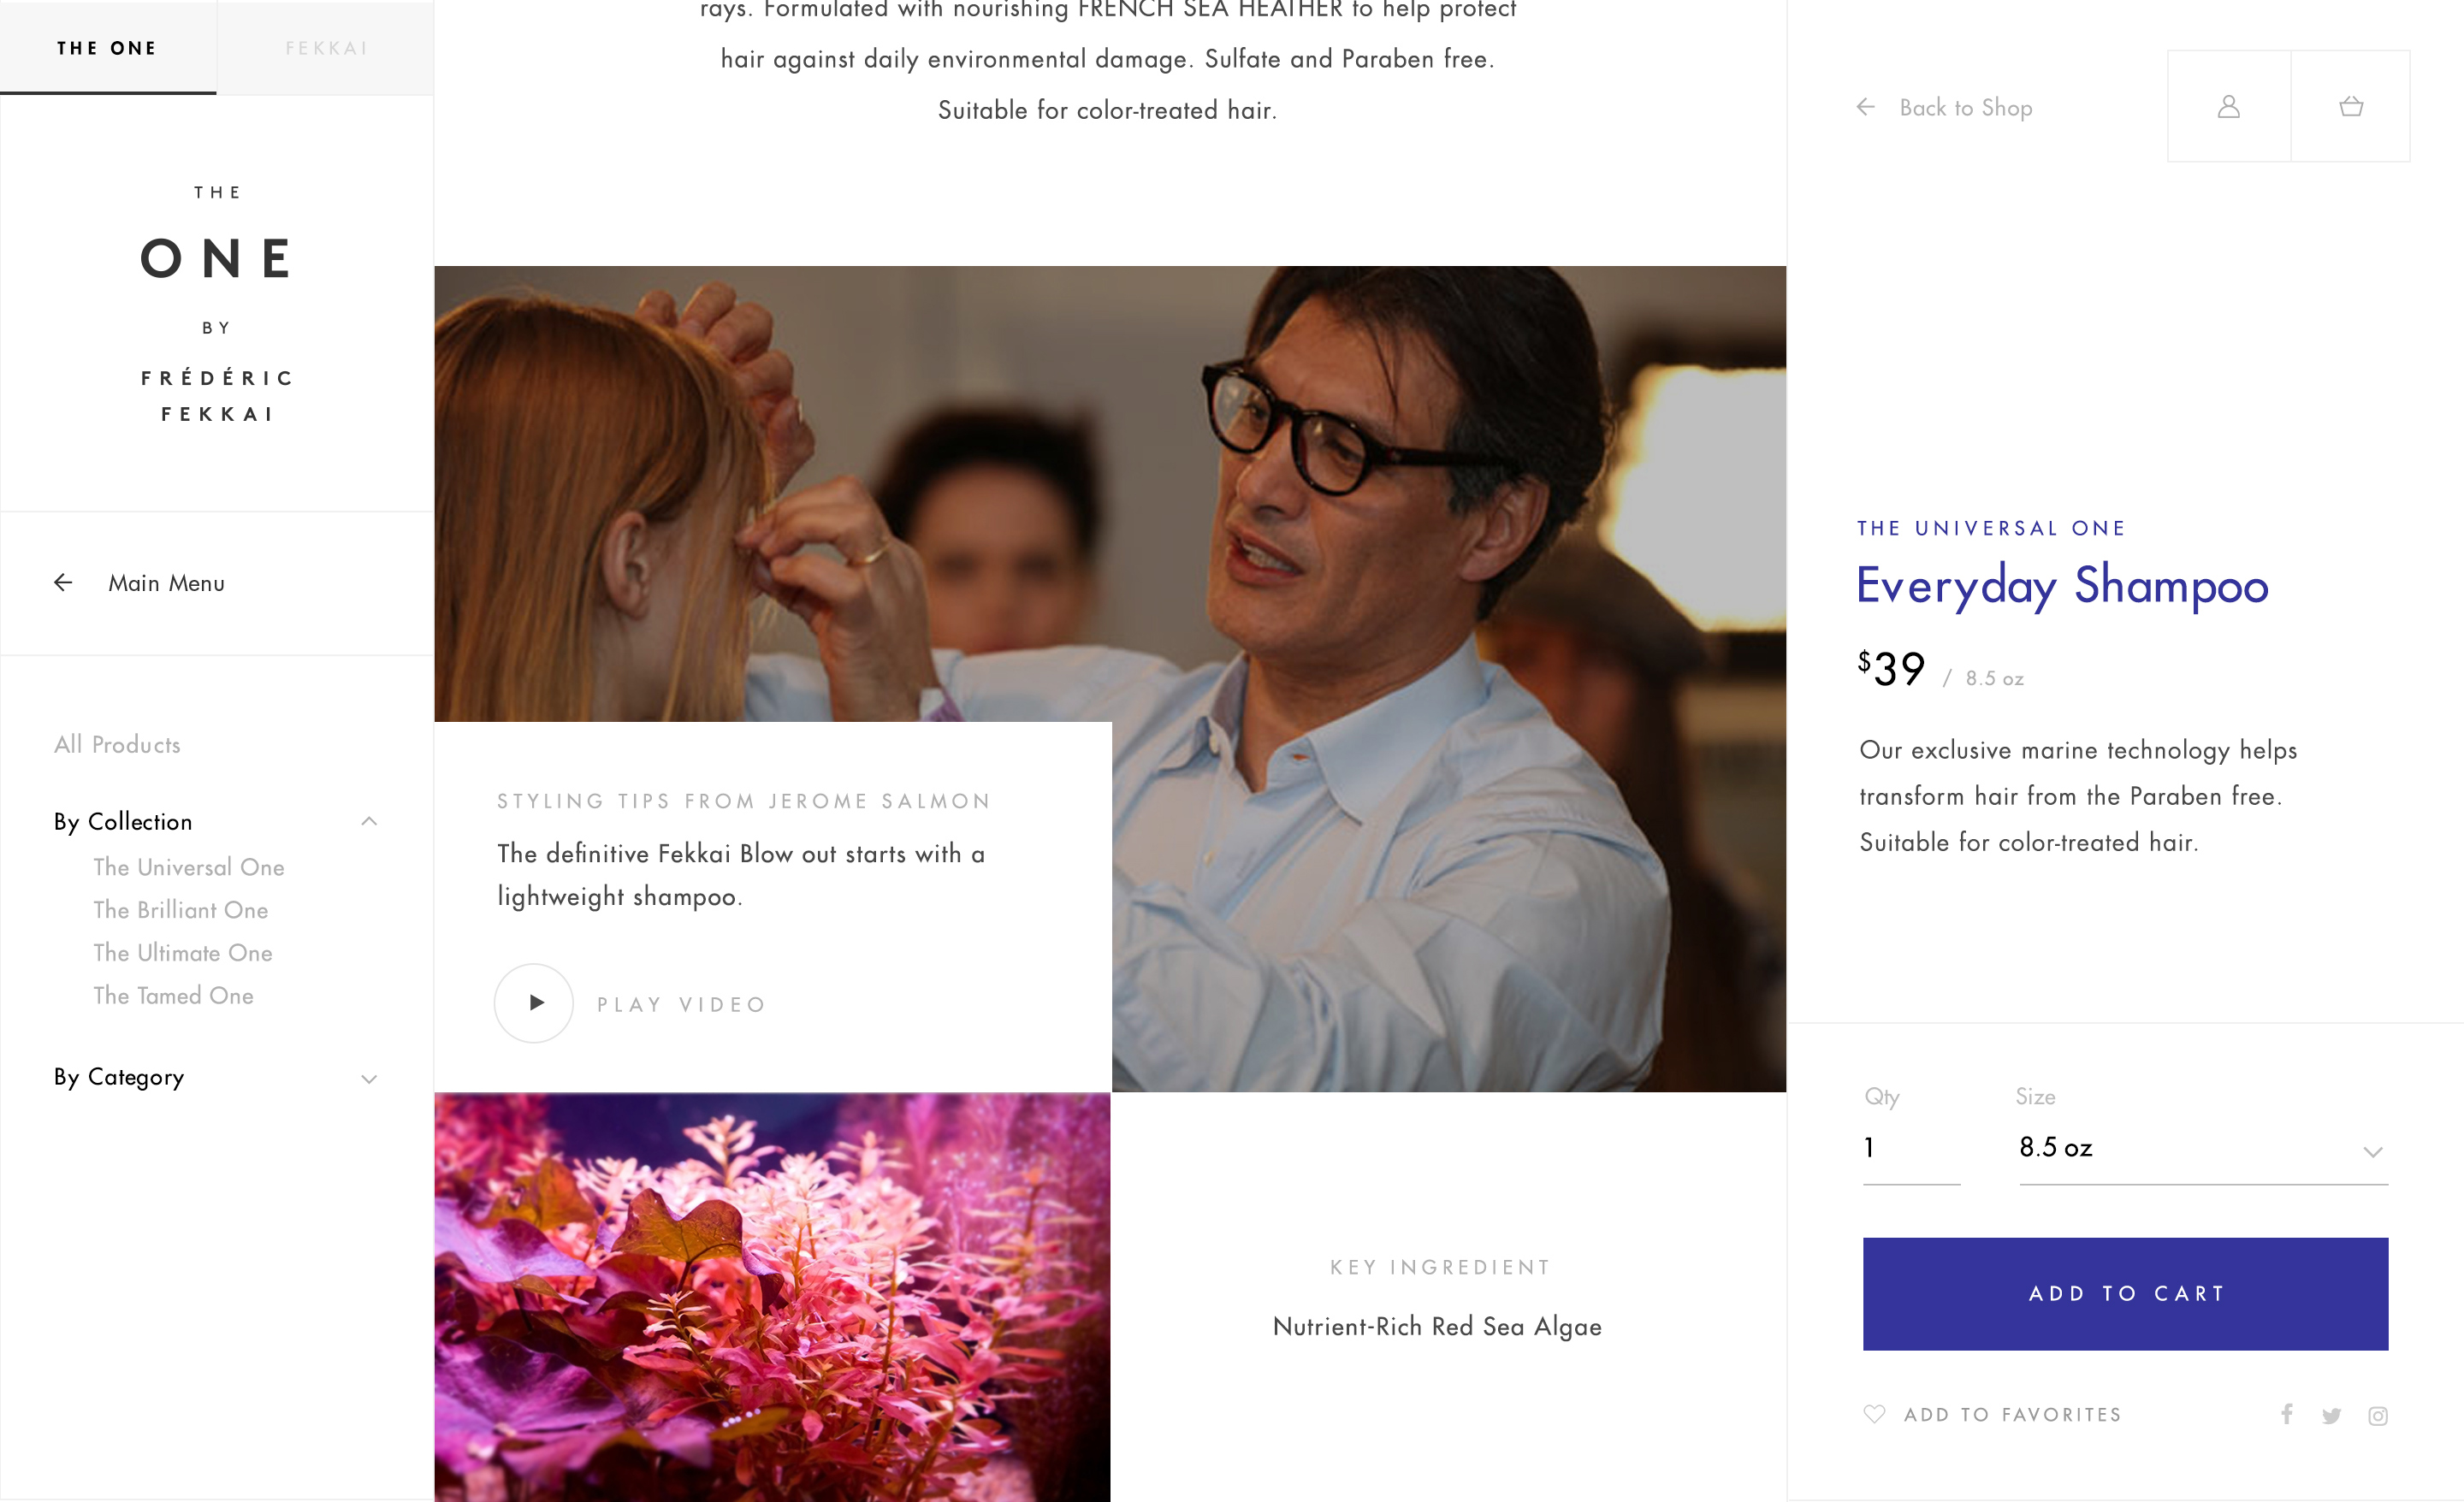 THE ONE
FEKKAI
THE
ONE
BY
FRÉDÉRIC
FEKKAI
Main Menu
All Products
By Collection
The Universal One
The Brilliant One
The Ultimate One
The Tamed One
By Category
rays. Formulated with nourishing FRENCH SEA HEATHER to help protect
hair against daily environmental damage. Sulfate and Paraben free.
Suitable for color-treated hair.
STYLING TIPS FROM JEROME SALMON
The definitive Fekkai Blow out starts with a
lightweight shampoo.
PLAY VIDEO
KEY INGREDIENT
Nutrient-Rich Red Sea Algae
Back to Shop
THE UNIVERSAL ONE
Everyday Shampoo
$39 / 8.5 oz
Our exclusive marine technology helps
transform hair from the Paraben free.
Suitable for color-treated hair.
Qty
Size
1
8.5 oz
ADD TO CART
ADD TO FAVORITES